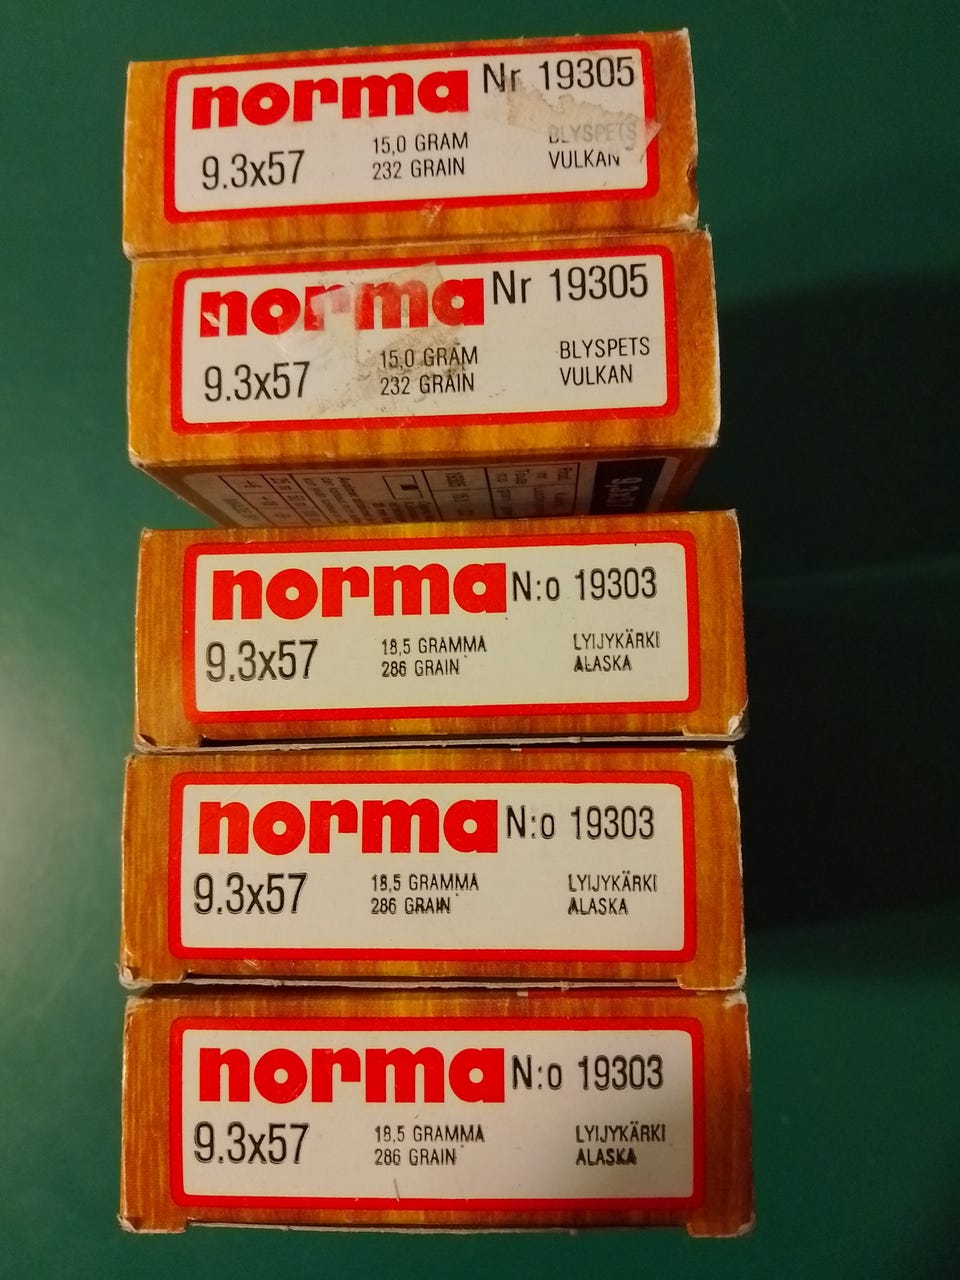 norma Nr 19305
9.3x57 15,0 GRAM BLYSPETS
232 GRAIN VULKAN
norma Nr 19305
9.3x57 15,0 GRAM BLYSPETS
232 GRAIN VULKAN
9,3x57
norma N:o 19303
9.3x57 18,5 GRAMMA LYIJYKÄRKI
286 GRAIN ALASKA
norma N:o 19303
9.3x57 18,5 GRAMMA LYIJYKÄRKI
286 GRAIN ALASKA
norma N:o 19303
9.3x57 18,5 GRAMMA LYIJYKÄRKI
286 GRAIN ALASKA